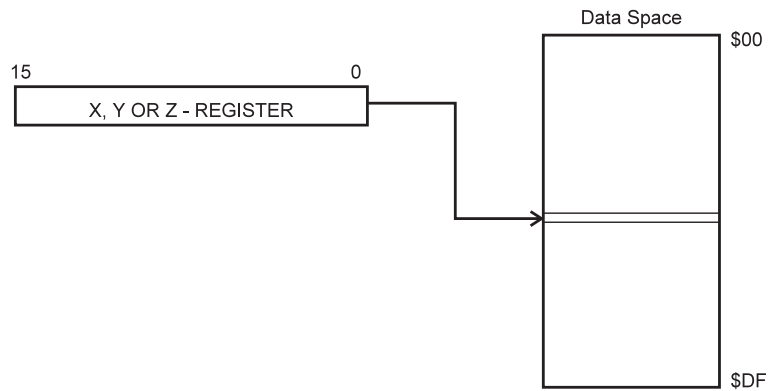 Data Space
$00
15 0
X, Y OR Z - REGISTER
$DF